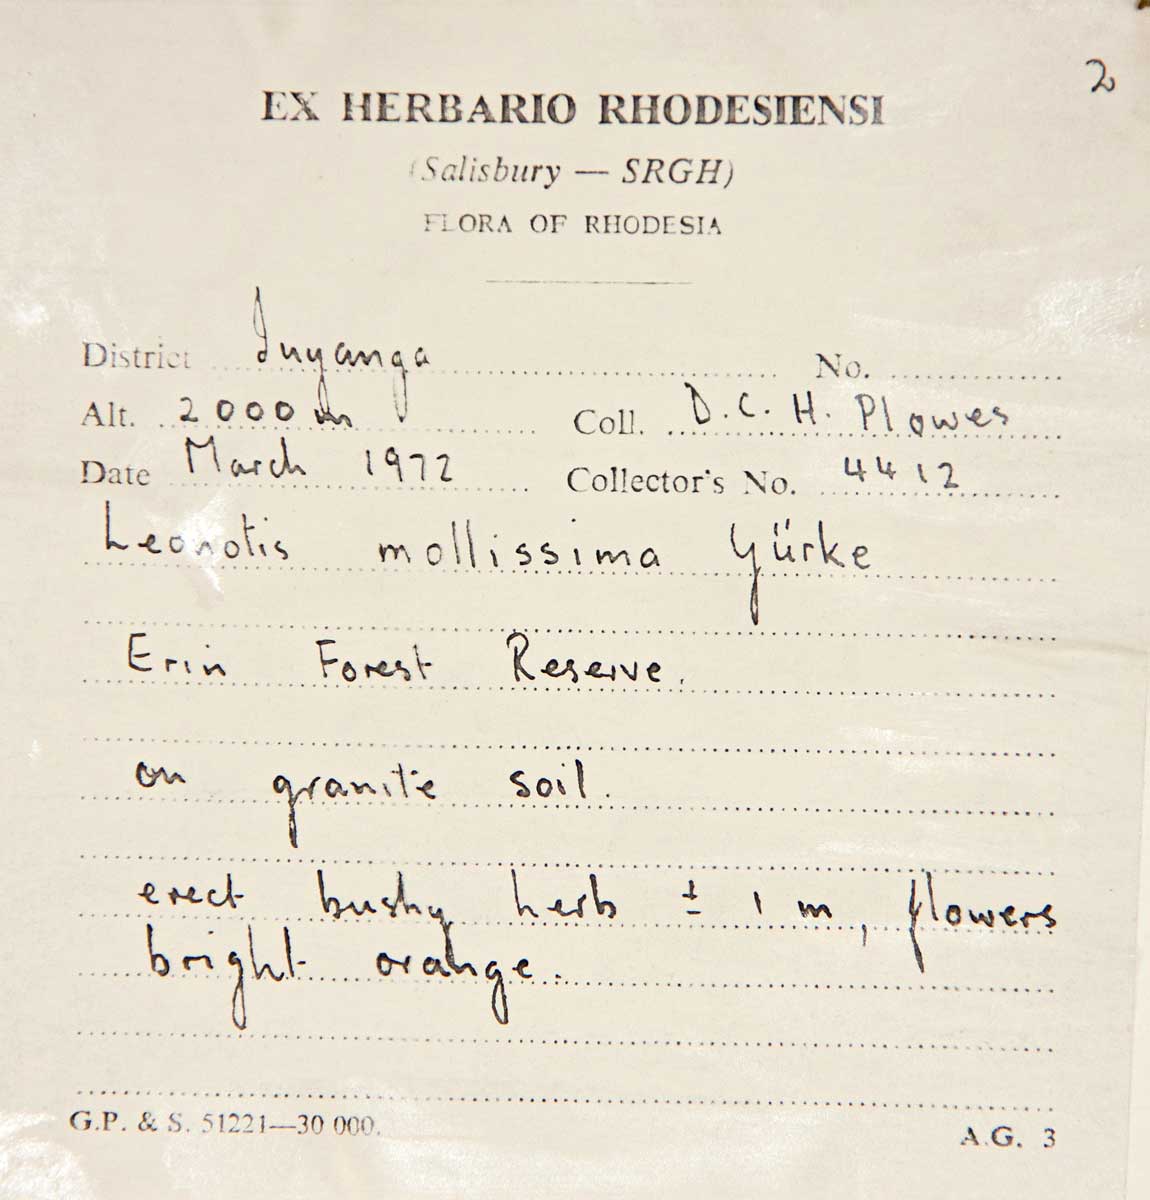 2
EX HERBARIO RHODESIENSI
(Salisbury — SRGH)
FLORA OF RHODESIA
District Inyanga No.
Alt. 2000 m Coll. D.C.H. Plowes
Date March 1972 Collector's No. 4412
Leonotis mollissima Gürke
Erin Forest Reserve.
on granite soil.
erect bushy herb ± 1 m, flowers
bright orange.
G.P. & S. 51221—30 000. A.G. 3